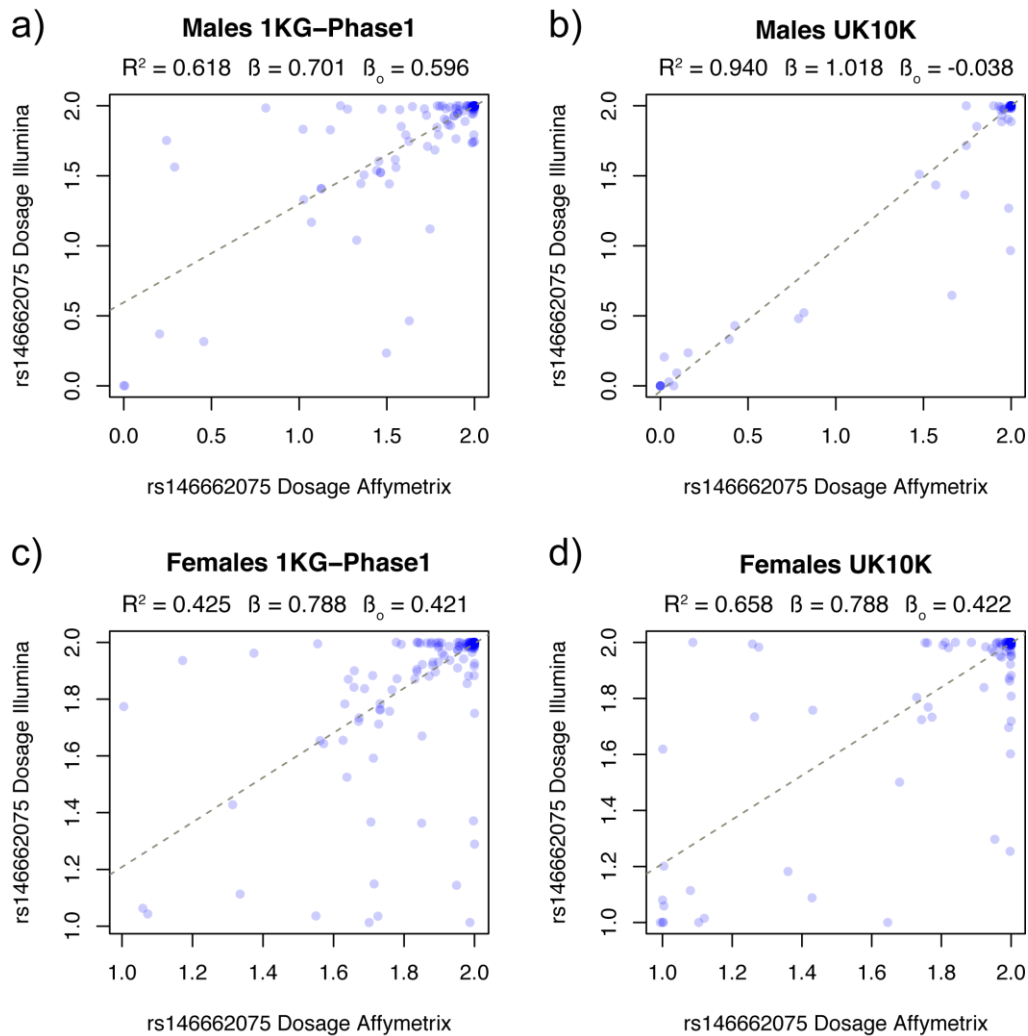 a)
Males 1KG−Phase1
R² = 0.618 ß = 0.701 ß₀ = 0.596
rs146662075 Dosage Illumina
2.0
1.5
1.0
0.5
0.0
0.0 0.5 1.0 1.5 2.0
rs146662075 Dosage Affymetrix
b)
Males UK10K
R² = 0.940 ß = 1.018 ß₀ = -0.038
rs146662075 Dosage Illumina
2.0
1.5
1.0
0.5
0.0
0.0 0.5 1.0 1.5 2.0
rs146662075 Dosage Affymetrix
c)
Females 1KG−Phase1
R² = 0.425 ß = 0.788 ß₀ = 0.421
rs146662075 Dosage Illumina
2.0
1.8
1.6
1.4
1.2
1.0
1.0 1.2 1.4 1.6 1.8 2.0
rs146662075 Dosage Affymetrix
d)
Females UK10K
R² = 0.658 ß = 0.788 ß₀ = 0.422
rs146662075 Dosage Illumina
2.0
1.8
1.6
1.4
1.2
1.0
1.0 1.2 1.4 1.6 1.8 2.0
rs146662075 Dosage Affymetrix